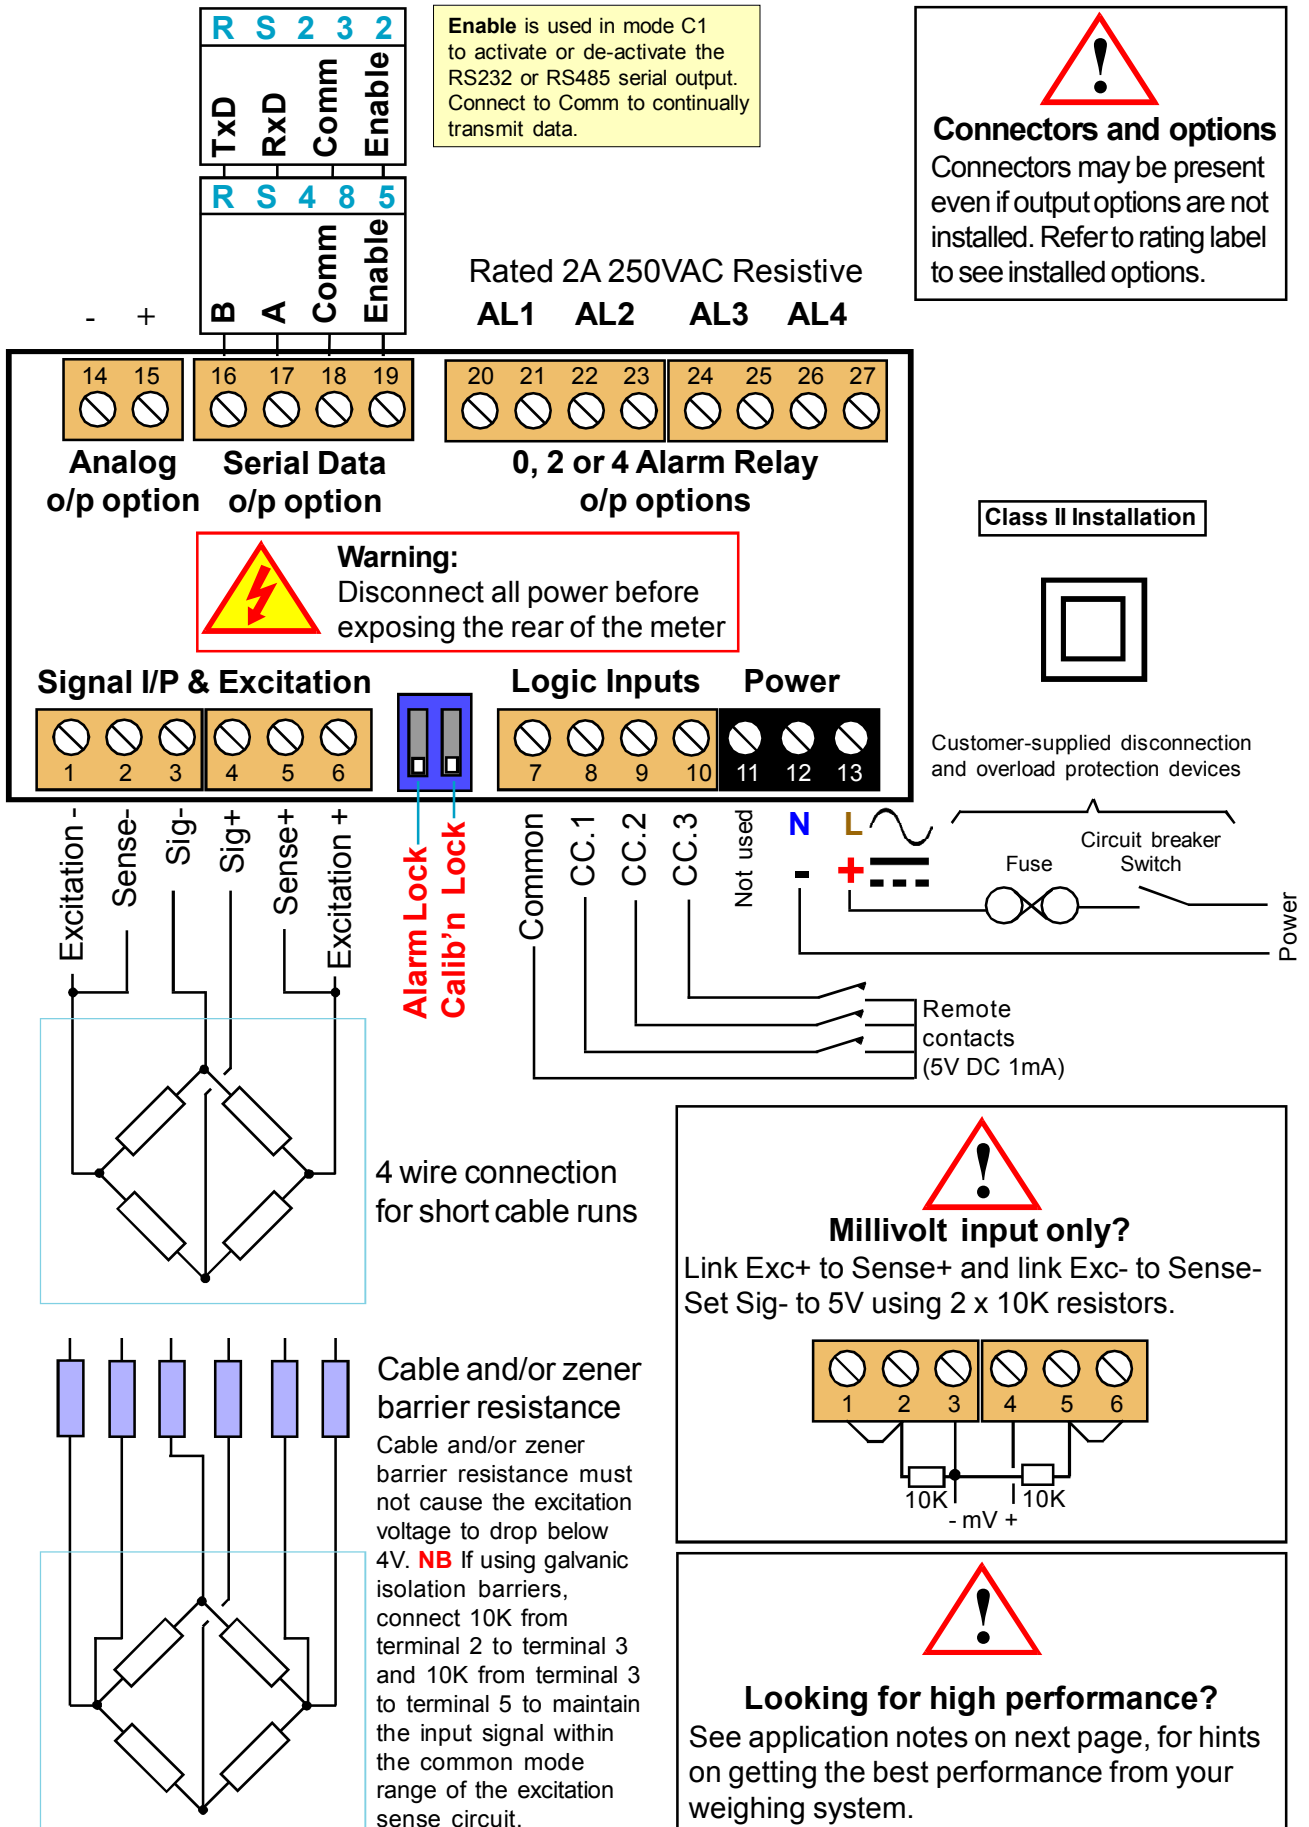 R S 2 3 2
TxD
RxD
Comm
Enable
R S 4 8 5
B
A
Comm
Enable
Enable is used in mode C1
to activate or de-activate the
RS232 or RS485 serial output.
Connect to Comm to continually
transmit data.
!
Connectors and options
Connectors may be present
even if output options are not
installed. Refer to rating label
to see installed options.
Rated 2A 250VAC Resistive
- + AL1 AL2 AL3 AL4
14 15 16 17 18 19 20 21 22 23 24 25 26 27
Analog
o/p option
Serial Data
o/p option
0, 2 or 4 Alarm Relay
o/p options
Class II Installation
Warning:
Disconnect all power before
exposing the rear of the meter
Signal I/P & Excitation
Logic Inputs
Power
1 2 3 4 5 6 7 8 9 10 11 12 13
Customer-supplied disconnection
and overload protection devices
Excitation -
Sense-
Sig-
Sig+
Sense+
Excitation +
Alarm Lock
Calib'n Lock
Common
CC.1
CC.2
CC.3
Not used
N L
- +
Fuse
Circuit breaker
Switch
Power
Remote
contacts
(5V DC 1mA)
4 wire connection
for short cable runs
!
Millivolt input only?
Link Exc+ to Sense+ and link Exc- to Sense-
Set Sig- to 5V using 2 x 10K resistors.
1 2 3 4 5 6
10K 10K
- mV +
Cable and/or zener
barrier resistance
Cable and/or zener
barrier resistance must
not cause the excitation
voltage to drop below
4V. NB If using galvanic
isolation barriers,
connect 10K from
terminal 2 to terminal 3
and 10K from terminal 3
to terminal 5 to maintain
the input signal within
the common mode
range of the excitation
sense circuit.
!
Looking for high performance?
See application notes on next page, for hints
on getting the best performance from your
weighing system.